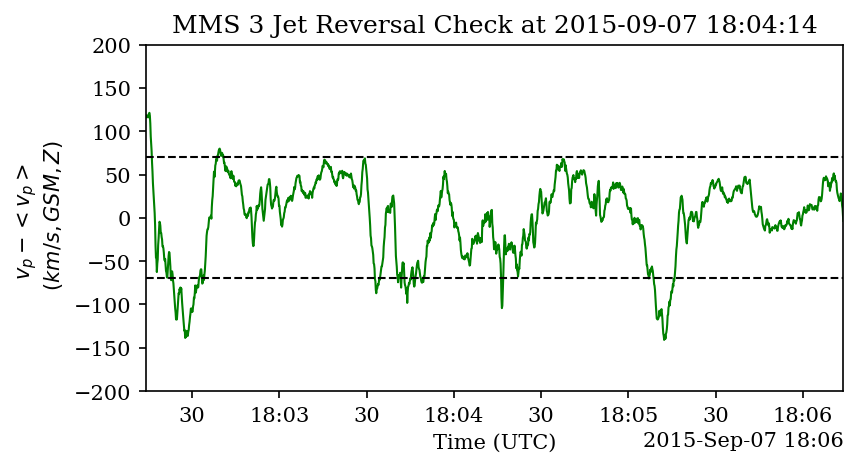 MMS 3 Jet Reversal Check at 2015-09-07 18:04:14
200
150
100
50
0
−50
−100
−150
−200
v_p − < v_p >
(km/s, GSM, Z)
30 18:03 30 18:04 30 18:05 30 18:06
Time (UTC)
2015-Sep-07 18:06